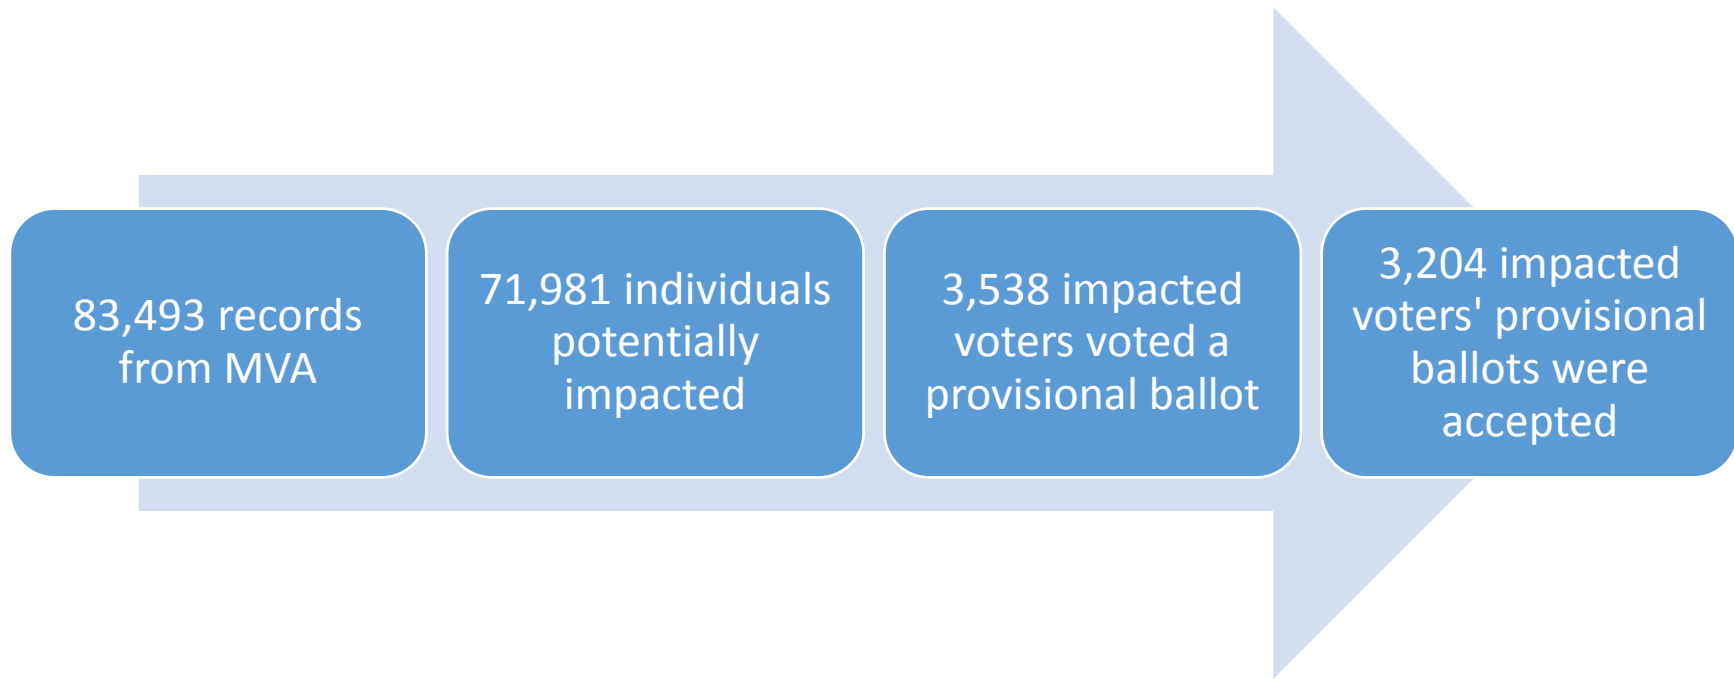 83,493 records
from MVA
71,981 individuals
potentially
impacted
3,538 impacted
voters voted a
provisional ballot
3,204 impacted
voters' provisional
ballots were
accepted